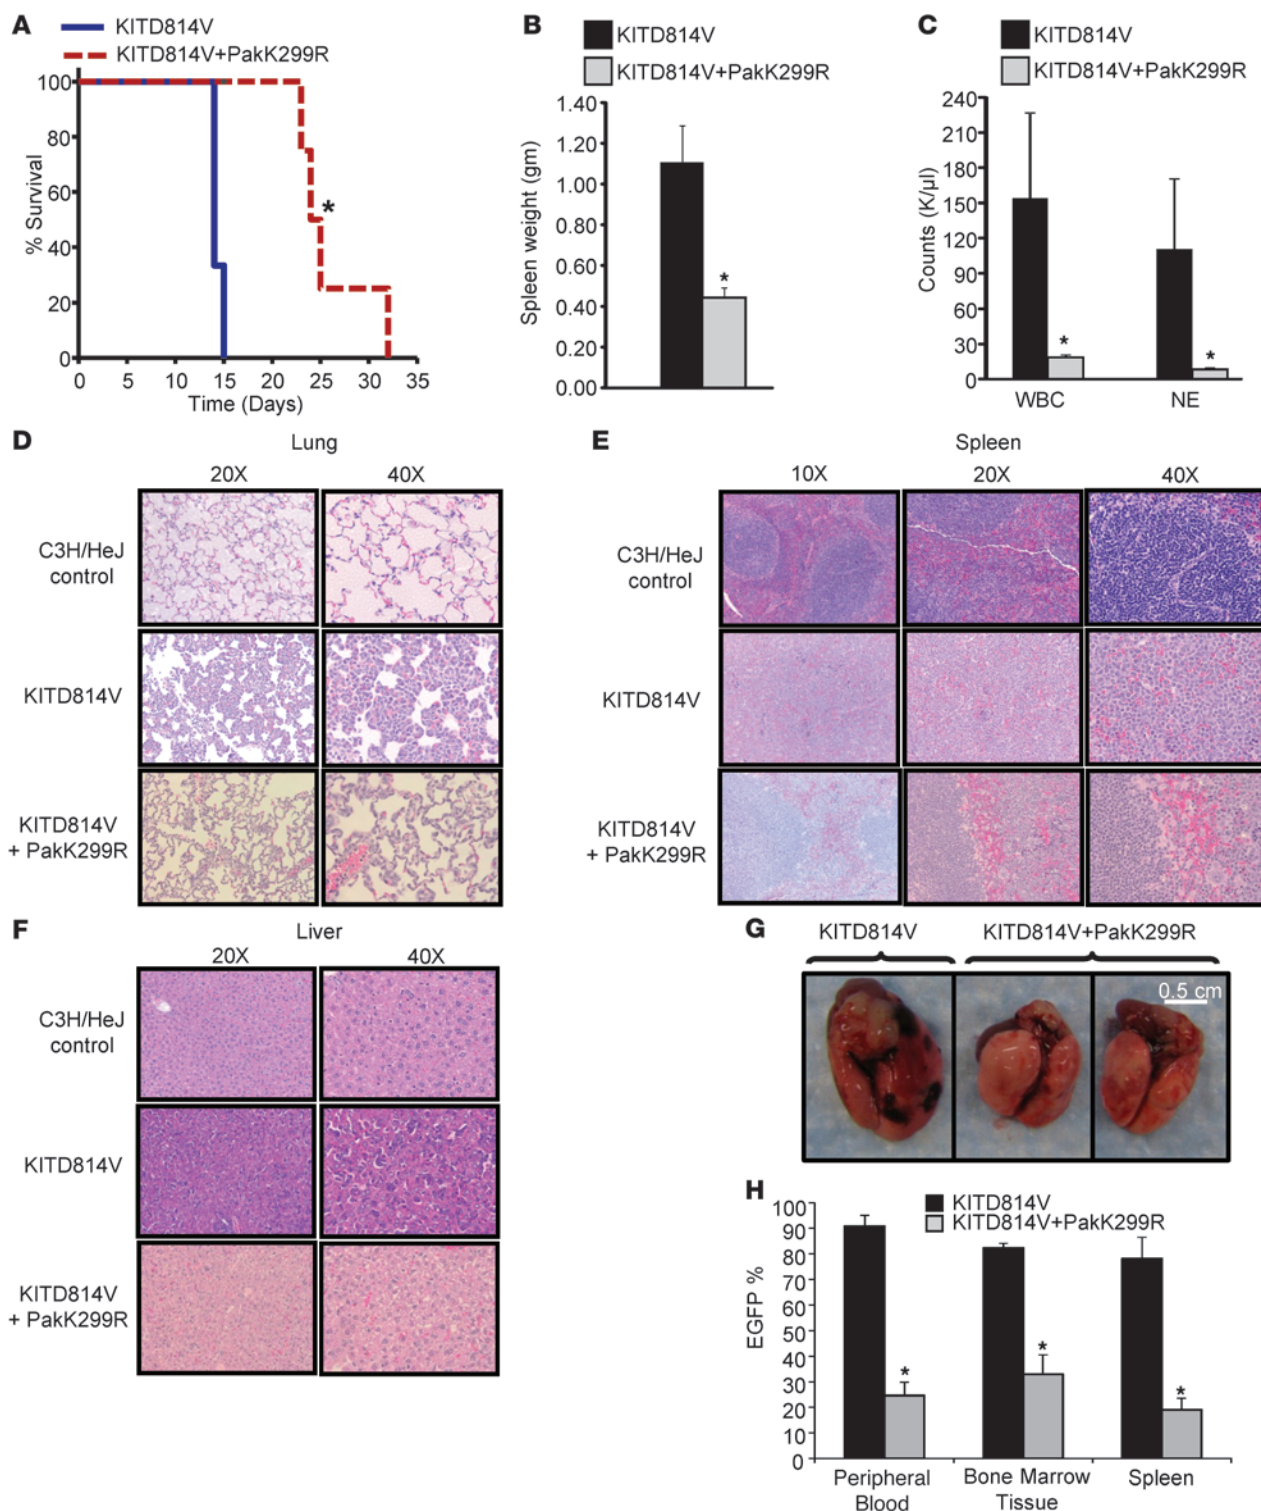 A
KITD814V
KITD814V+PakK299R
100
80
60
40
20
0
% Survival
*
0 5 10 15 20 25 30 35
Time (Days)
B
KITD814V
KITD814V+PakK299R
1.40
1.20
1.00
0.80
0.60
0.40
0.20
0.00
Spleen weight (gm)
*
C
KITD814V
KITD814V+PakK299R
240
210
180
150
120
90
60
30
0
Counts (K/µl)
* *
WBC NE
D
Lung
20X 40X
C3H/HeJ
control
KITD814V
KITD814V
+ PakK299R
E
Spleen
10X 20X 40X
C3H/HeJ
control
KITD814V
KITD814V
+ PakK299R
F
Liver
20X 40X
C3H/HeJ
control
KITD814V
KITD814V
+ PakK299R
G
KITD814V KITD814V+PakK299R
0.5 cm
H
KITD814V
KITD814V+PakK299R
100
90
80
70
60
50
40
30
20
10
0
EGFP %
* * *
Peripheral
Blood
Bone Marrow
Tissue
Spleen